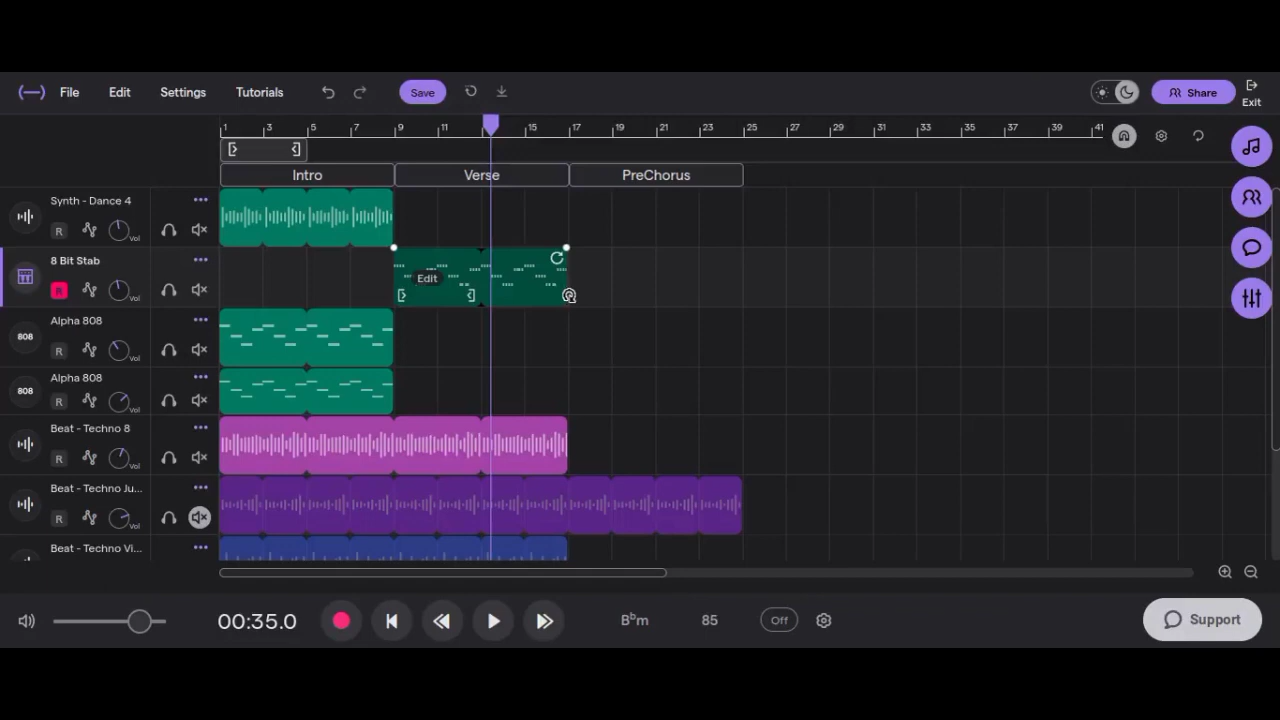 File Edit Settings Tutorials Save Share Exit
1 3 5 7 9 11 15 17 19 21 23 25 27 29 31 33 35 37 39 41
Intro Verse PreChorus
Synth - Dance 4
R Vol
8 Bit Stab
R Vol
Edit
Alpha 808
808 R Vol
Alpha 808
808 R Vol
Beat - Techno 8
R Vol
Beat - Techno Ju...
R Vol
Beat - Techno Vi...
00:35.0 Bbm 85 Off Support